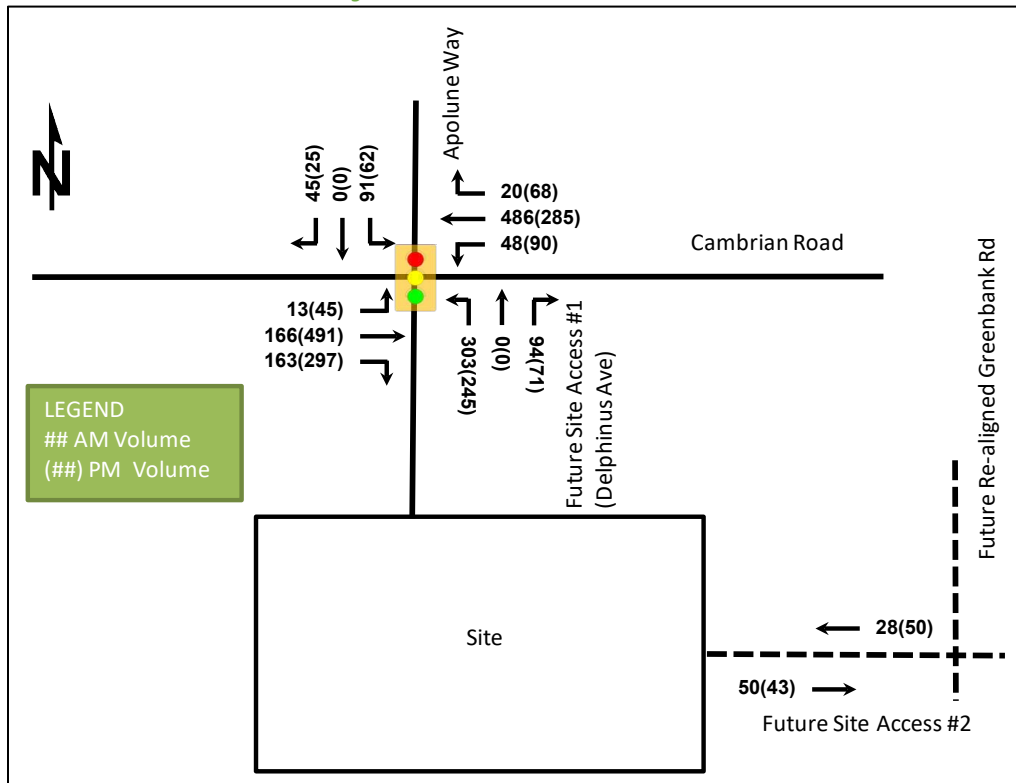 N
Apolune Way
45(25)
0(0)
91(62)
20(68)
486(285)
48(90)
Cambrian Road
13(45)
166(491)
163(297)
303(245)
0(0)
94(71)
Future Site Access #1
(Delphinus Ave)
Future Re-aligned Greenbank Rd
LEGEND
## AM Volume
(##) PM Volume
Site
28(50)
50(43)
Future Site Access #2